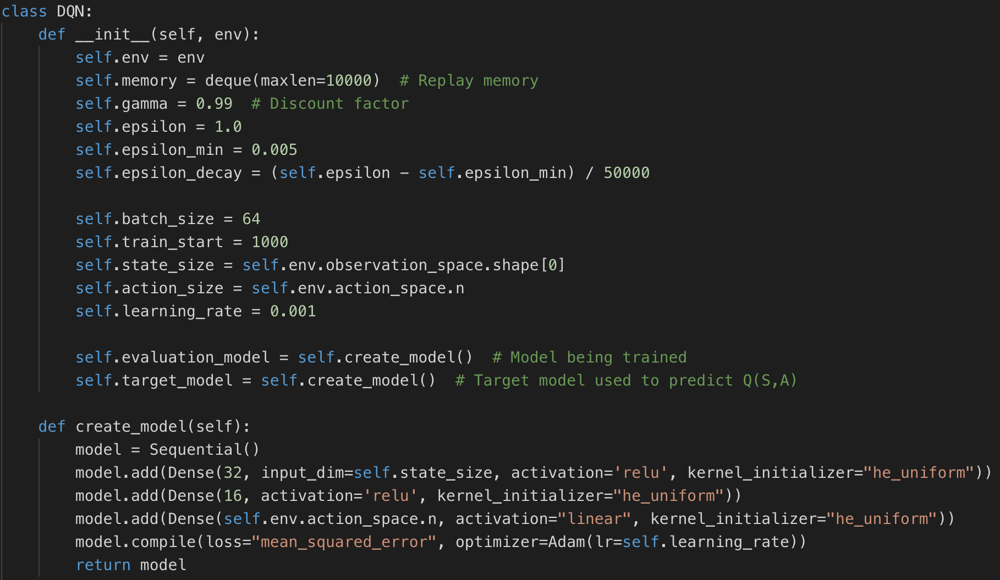 class DQN:
    def __init__(self, env):
        self.env = env
        self.memory = deque(maxlen=10000)  # Replay memory
        self.gamma = 0.99  # Discount factor
        self.epsilon = 1.0
        self.epsilon_min = 0.005
        self.epsilon_decay = (self.epsilon - self.epsilon_min) / 50000

        self.batch_size = 64
        self.train_start = 1000
        self.state_size = self.env.observation_space.shape[0]
        self.action_size = self.env.action_space.n
        self.learning_rate = 0.001

        self.evaluation_model = self.create_model()  # Model being trained
        self.target_model = self.create_model()  # Target model used to predict Q(S,A)

    def create_model(self):
        model = Sequential()
        model.add(Dense(32, input_dim=self.state_size, activation='relu', kernel_initializer="he_uniform"))
        model.add(Dense(16, activation='relu', kernel_initializer="he_uniform"))
        model.add(Dense(self.env.action_space.n, activation="linear", kernel_initializer="he_uniform"))
        model.compile(loss="mean_squared_error", optimizer=Adam(lr=self.learning_rate))
        return model